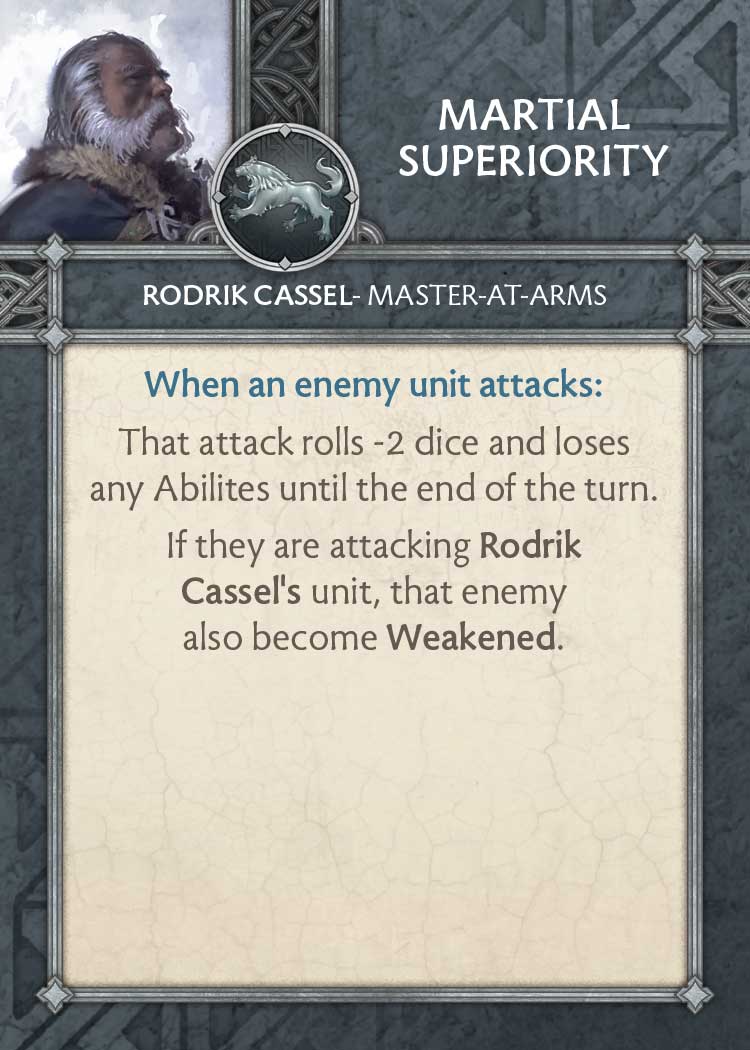 MARTIAL
SUPERIORITY
RODRIK CASSEL- MASTER-AT-ARMS
When an enemy unit attacks:
That attack rolls -2 dice and loses
any Abilites until the end of the turn.
If they are attacking Rodrik
Cassel's unit, that enemy
also become Weakened.